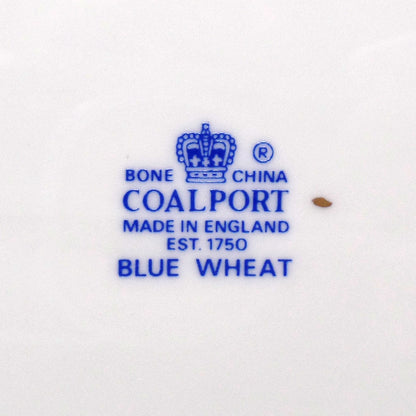 ®
BONE CHINA
COALPORT
MADE IN ENGLAND
EST. 1750
BLUE WHEAT